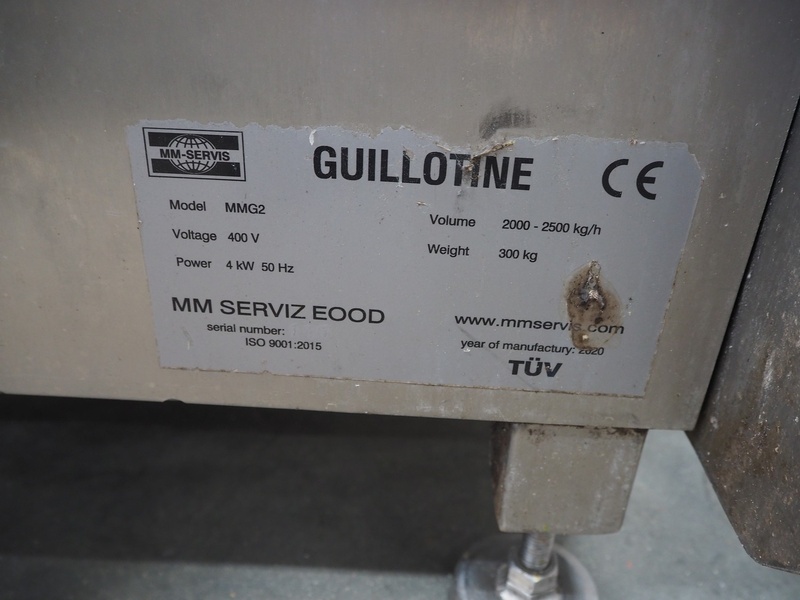 MM-SERVIS
GUILLOTINE
CE
Model MMG2
Voltage 400 V
Power 4 kW 50 Hz
Volume 2000 - 2500 kg/h
Weight 300 kg
MM SERVIZ EOOD
serial number:
ISO 9001:2015
www.mmservis.com
year of manufactury: 2020
TÜV